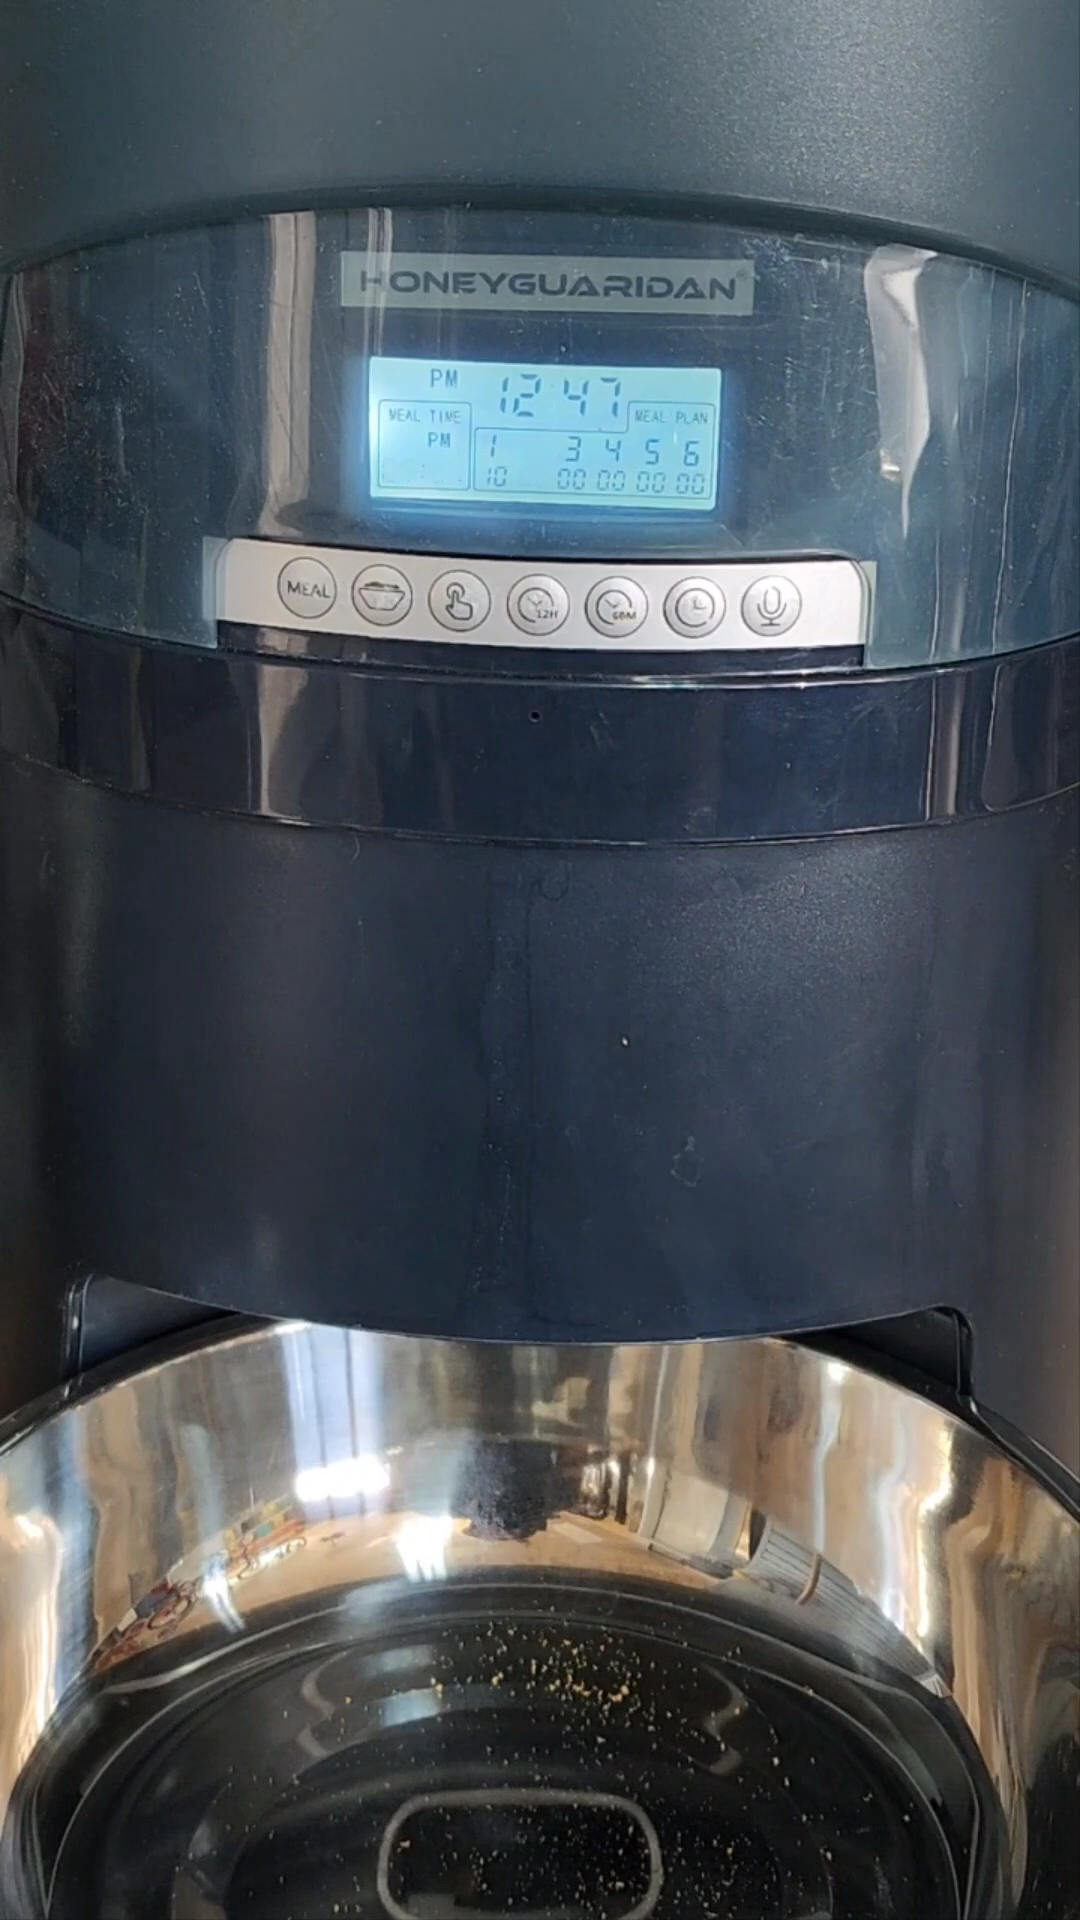 HONEYGUARIDAN®
PM 12:47
MEAL TIME
MEAL PLAN
PM
1 3 4 5 6
10 00 00 00 00
MEAL
12H
60M